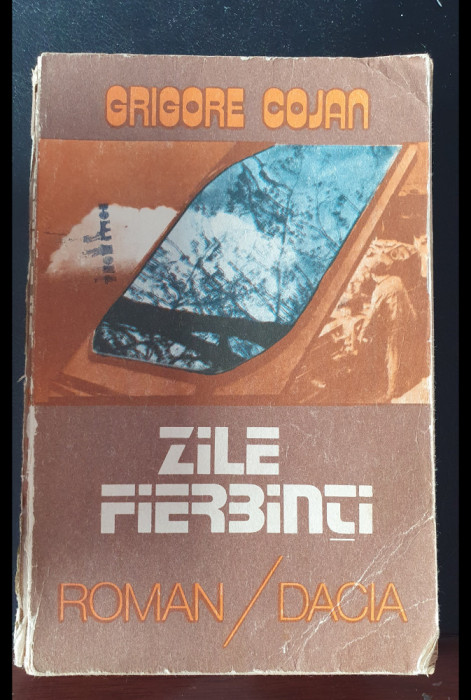 GRIGORE COJAN
ZiLE
FiERBiNȚi
ROMAN / DACIA